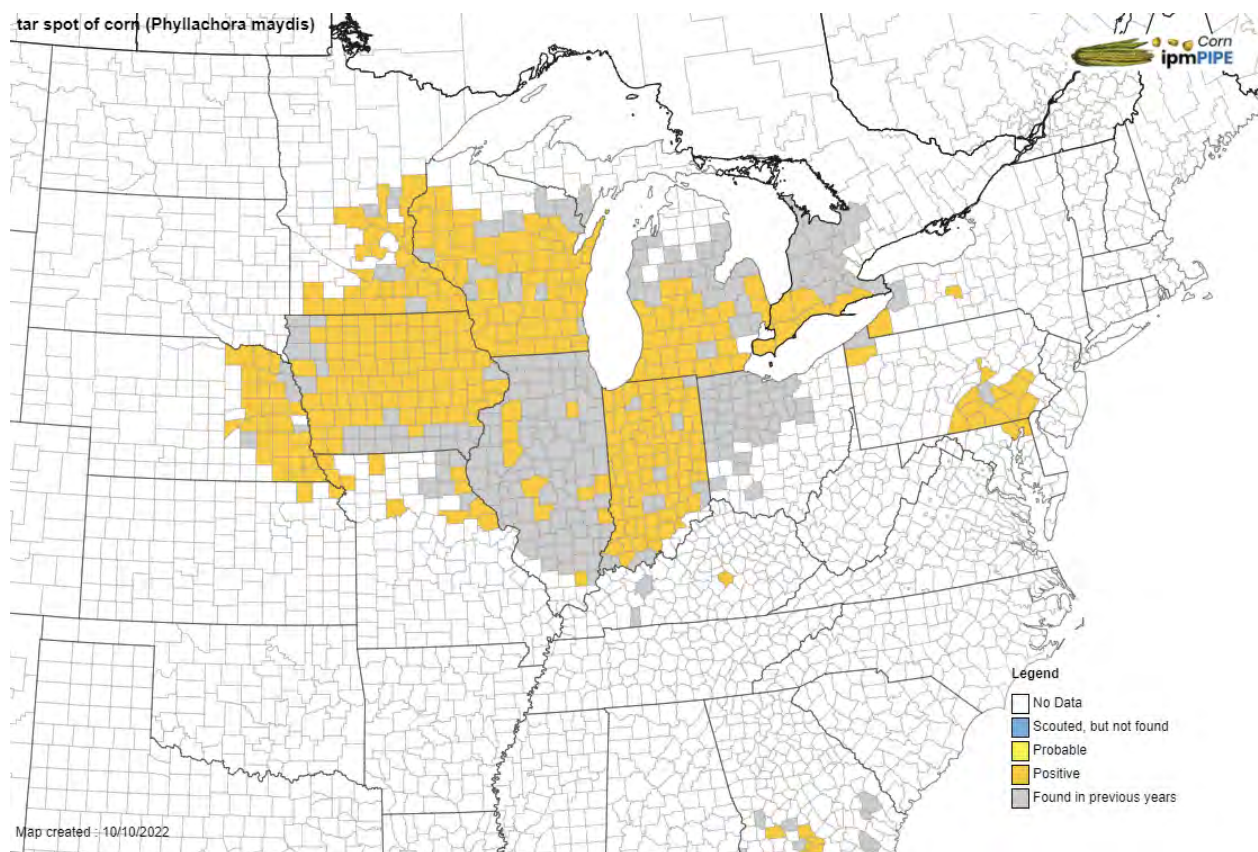 tar spot of corn (Phyllachora maydis)
Corn
ipmPIPE
Legend
No Data
Scouted, but not found
Probable
Positive
Found in previous years
Map created : 10/10/2022